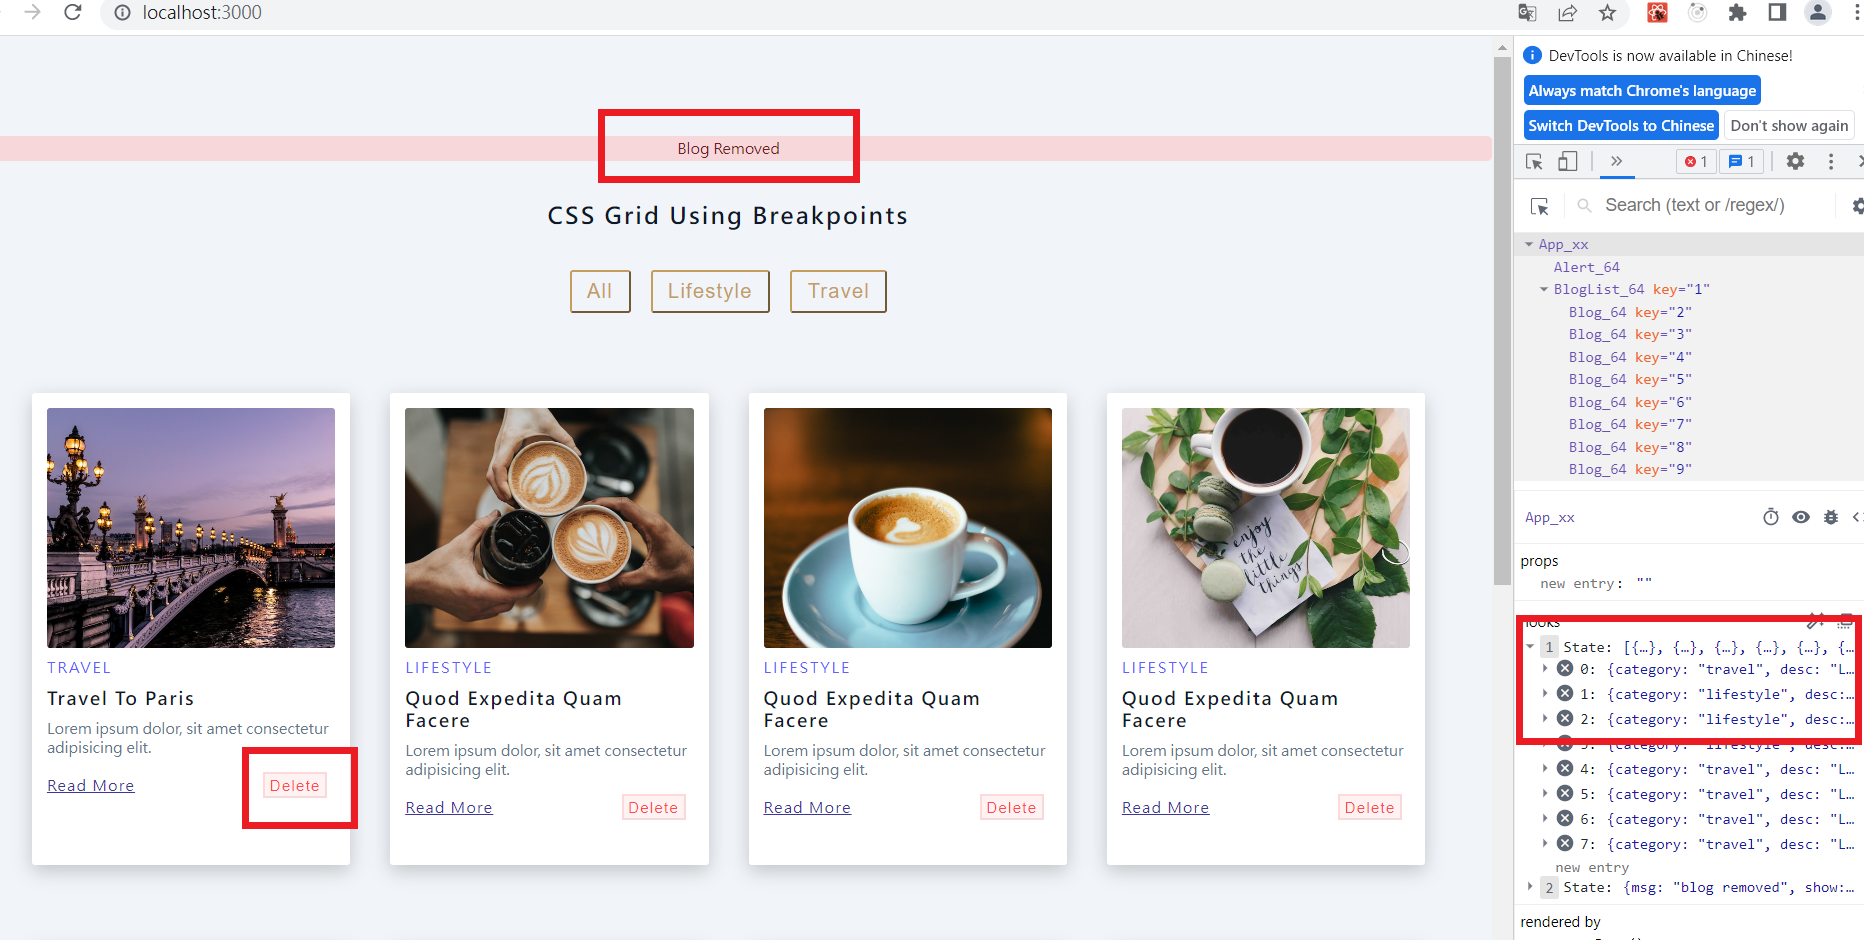 localhost:3000
Blog Removed
CSS Grid Using Breakpoints
All
Lifestyle
Travel
TRAVEL
Travel To Paris
Lorem ipsum dolor, sit amet consectetur
adipisicing elit.
Read More
Delete
LIFESTYLE
Quod Expedita Quam
Facere
Lorem ipsum dolor, sit amet consectetur
adipisicing elit.
Read More
Delete
LIFESTYLE
Quod Expedita Quam
Facere
Lorem ipsum dolor, sit amet consectetur
adipisicing elit.
Read More
Delete
enjoy
the
little
things
LIFESTYLE
Quod Expedita Quam
Facere
Lorem ipsum dolor, sit amet consectetur
adipisicing elit.
Read More
Delete
DevTools is now available in Chinese!
Always match Chrome's language
Switch DevTools to Chinese
Don't show again
1
1
Search (text or /regex/)
App_xx
Alert_64
BlogList_64 key="1"
Blog_64 key="2"
Blog_64 key="3"
Blog_64 key="4"
Blog_64 key="5"
Blog_64 key="6"
Blog_64 key="7"
Blog_64 key="8"
Blog_64 key="9"
App_xx
props
new entry: ""
hooks
1 State: [{…}, {…}, {…}, {…}, {…}, {…
0: {category: "travel", desc: "L…
1: {category: "lifestyle", desc:…
2: {category: "lifestyle", desc:…
3: {category: "lifestyle", desc:…
4: {category: "travel", desc: "L…
5: {category: "travel", desc: "L…
6: {category: "travel", desc: "L…
7: {category: "travel", desc: "L…
new entry
2 State: {msg: "blog removed", show:…
rendered by